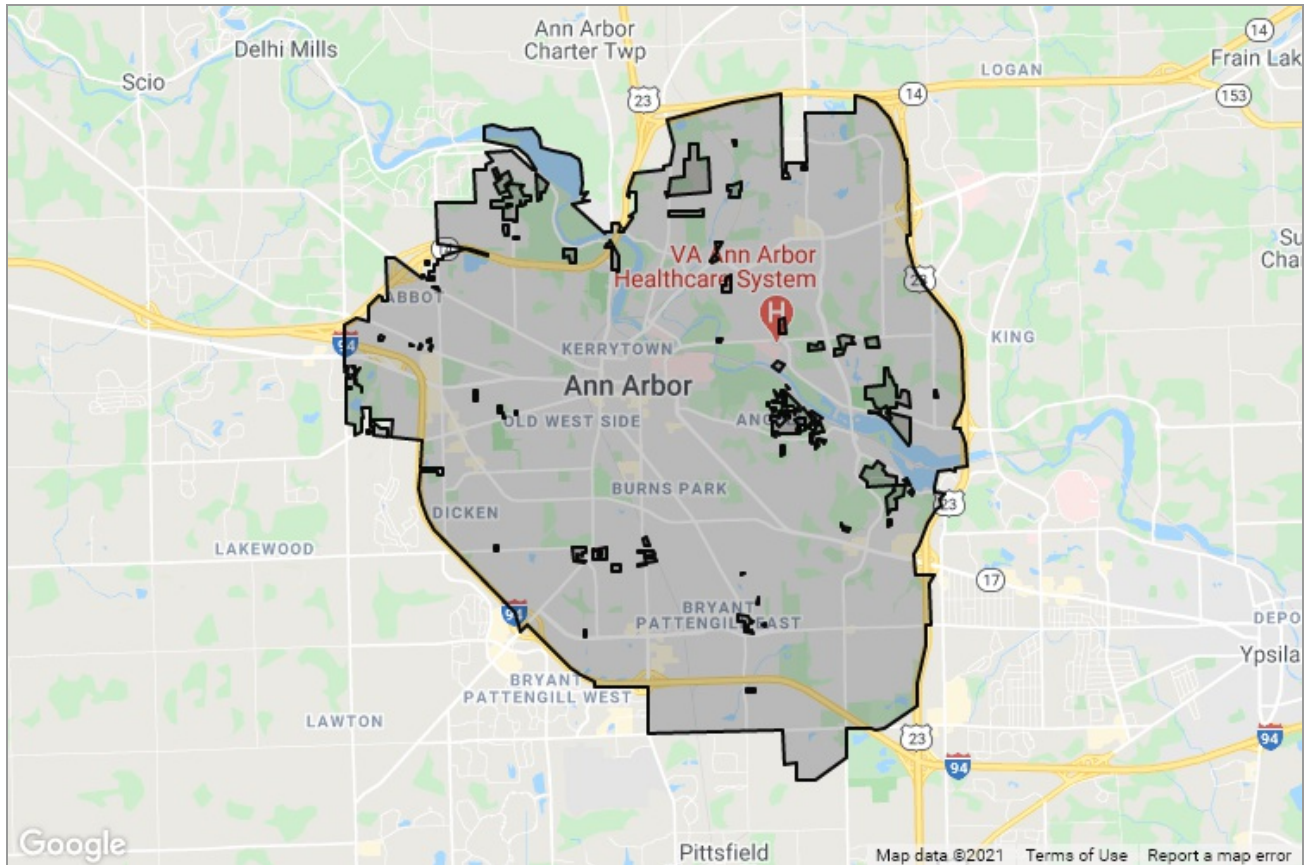 Ann Arbor
Charter Twp
14
Delhi Mills
Frain Lak
Scio
LOGAN
23
14
153
VA Ann Arbor
Healthcare System
H
Su
Cha
23
ABBOT
94
KERRYTOWN
KING
Ann Arbor
OLD WEST SIDE
BURNS PARK
23
DICKEN
LAKEWOOD
17
94
BRYANT
PATTENGILL EAST
DEPO
Ypsila
BRYANT
PATTENGILL WEST
LAWTON
23
94
94
Google
Pittsfield
Map data ©2021
Terms of Use
Report a map error